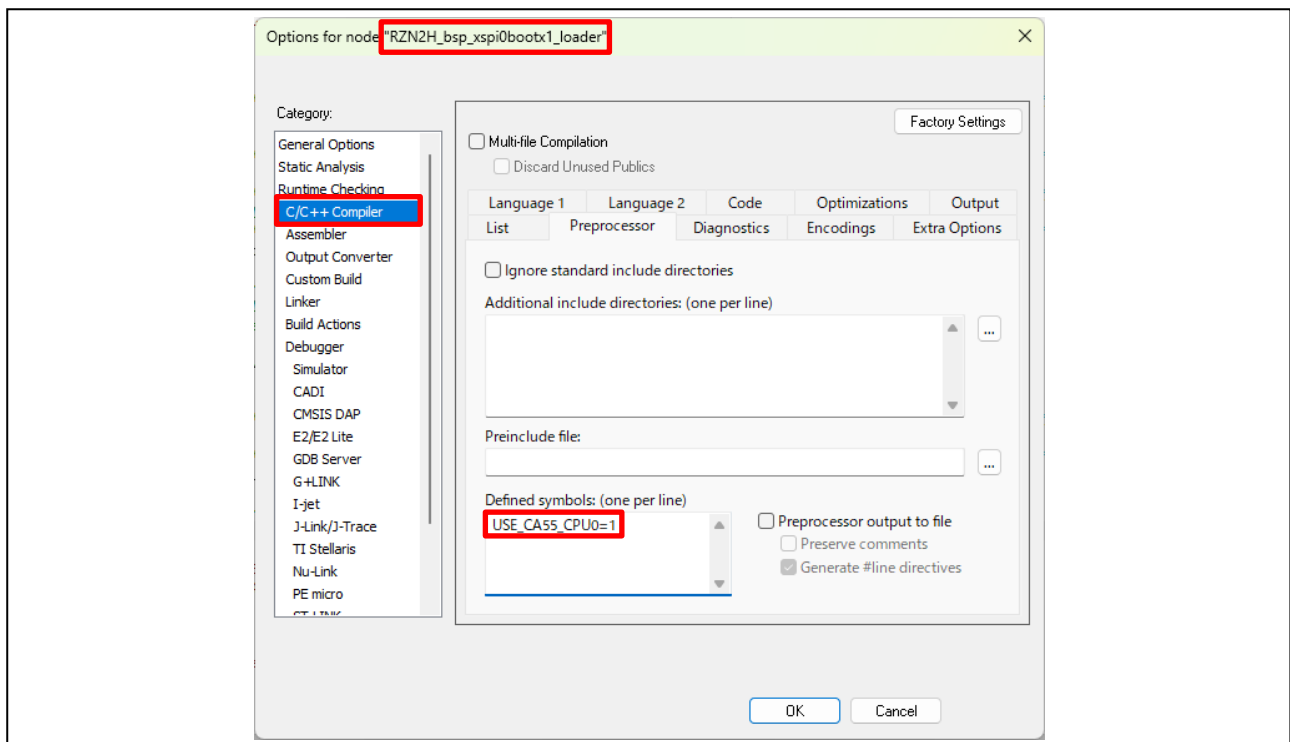 Options for node "RZN2H_bsp_xspi0bootx1_loader"
Category:
General Options
Static Analysis
Runtime Checking
C/C++ Compiler
Assembler
Output Converter
Custom Build
Linker
Build Actions
Debugger
Simulator
CADI
CMSIS DAP
E2/E2 Lite
GDB Server
G+LINK
I-jet
J-Link/J-Trace
TI Stellaris
Nu-Link
PE micro
ST-LINK
Factory Settings
Multi-file Compilation
Discard Unused Publics
Language 1 Language 2 Code Optimizations Output
List Preprocessor Diagnostics Encodings Extra Options
Ignore standard include directories
Additional include directories: (one per line)
...
Preinclude file:
...
Defined symbols: (one per line)
USE_CA55_CPU0=1
Preprocessor output to file
Preserve comments
Generate #line directives
OK Cancel